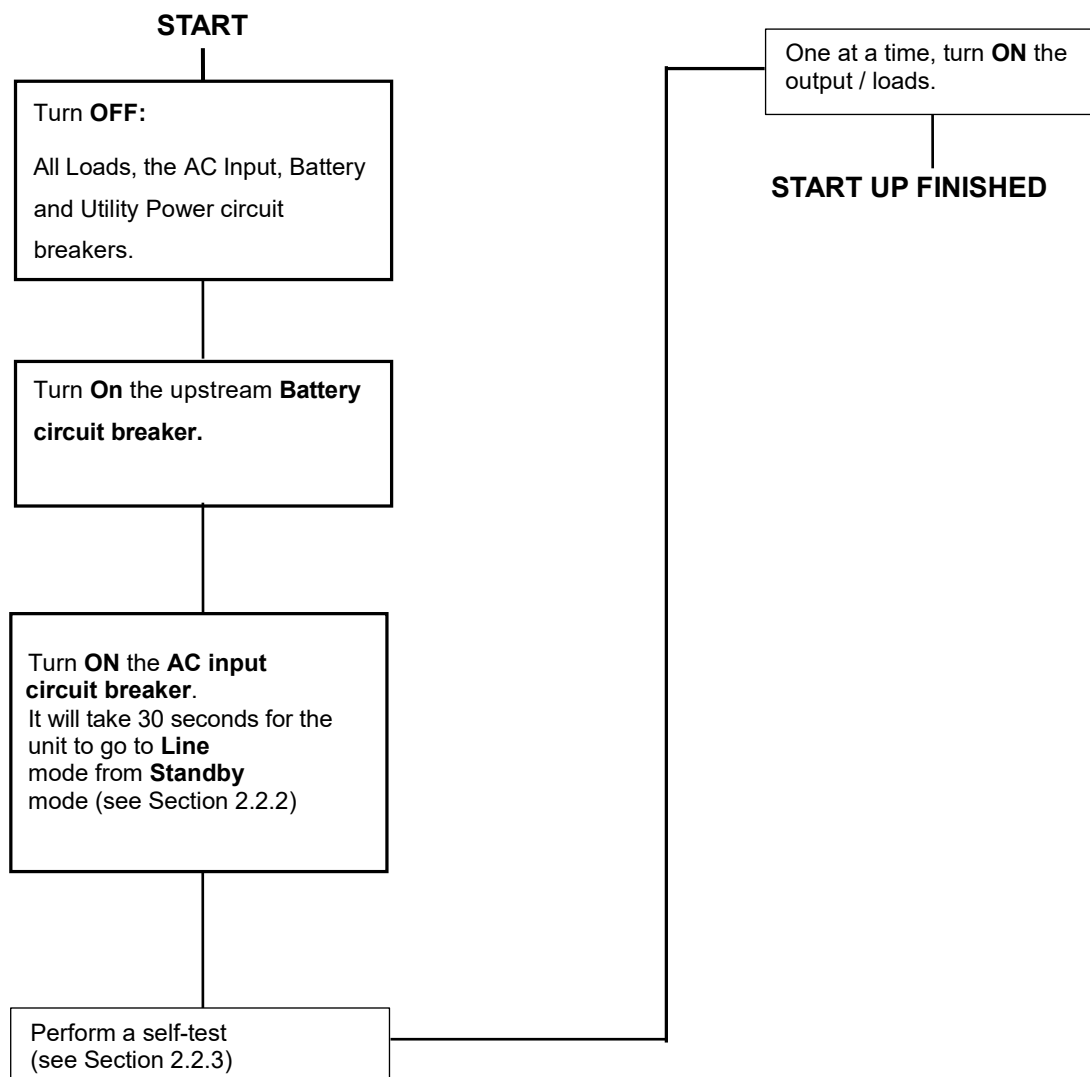 START
Turn OFF:
All Loads, the AC Input, Battery
and Utility Power circuit
breakers.
Turn On the upstream Battery
circuit breaker.
Turn ON the AC input
circuit breaker.
It will take 30 seconds for the
unit to go to Line
mode from Standby
mode (see Section 2.2.2)
Perform a self-test
(see Section 2.2.3)
One at a time, turn ON the
output / loads.
START UP FINISHED